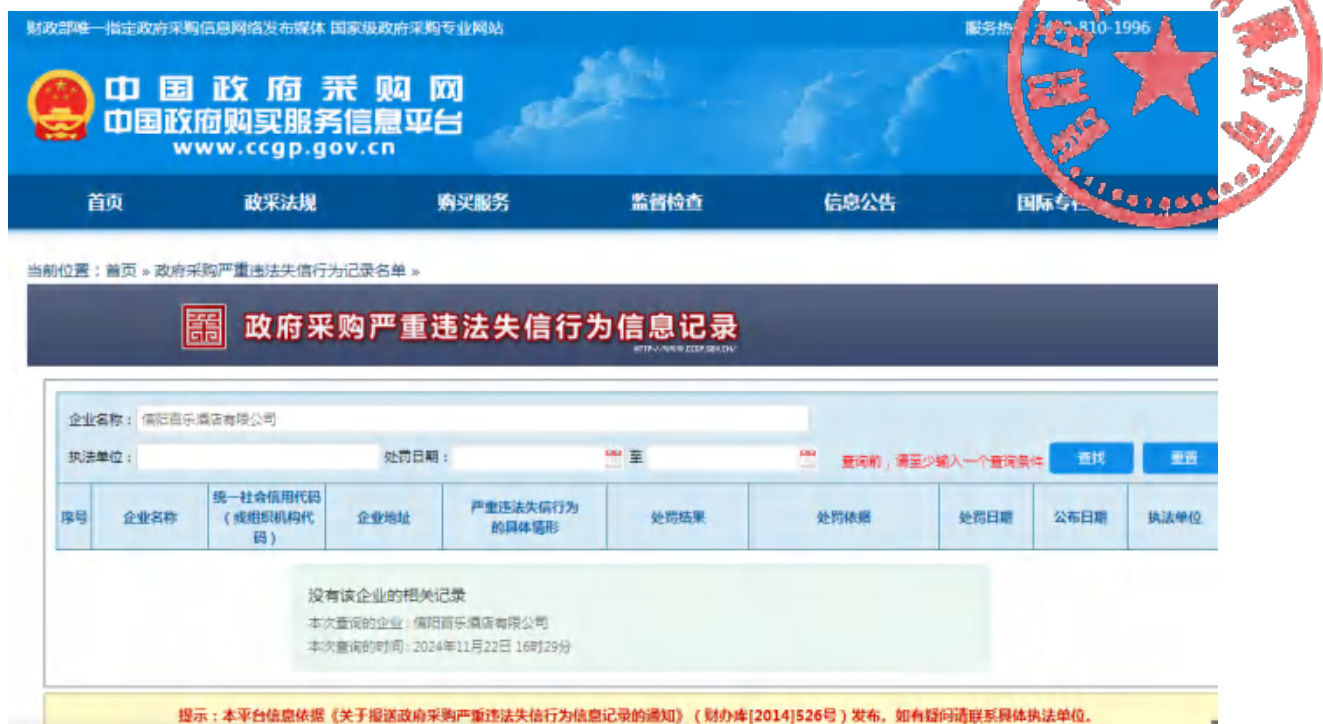 财政部唯一指定政府采购信息网络发布媒体 国家级政府采购专业网站
服务热 810-1996
中国政府采购网
中国政府购买服务信息平台
www.ccgp.gov.cn
首页 政采法规 购买服务 监督检查 信息公告 国际专栏
当前位置：首页 » 政府采购严重违法失信行为记录名单 »
政府采购严重违法失信行为信息记录
HTTP://WWW.CCGP.GOV.CN/
企业名称： 信阳百乐酒店有限公司
执法单位： 处罚日期： 至 查询前，请至少输入一个查询条件 查找 重置
序号 企业名称 统一社会信用代码（或组织机构代码） 企业地址 严重违法失信行为的具体情形 处罚结果 处罚依据 处罚日期 公布日期 执法单位
没有该企业的相关记录
本次查询的企业：信阳百乐酒店有限公司
本次查询的时间：2024年11月22日 16时29分
提示：本平台信息依据《关于报送政府采购严重违法失信行为信息记录的通知》（财办库[2014]526号）发布。如有疑问请联系具体执法单位。